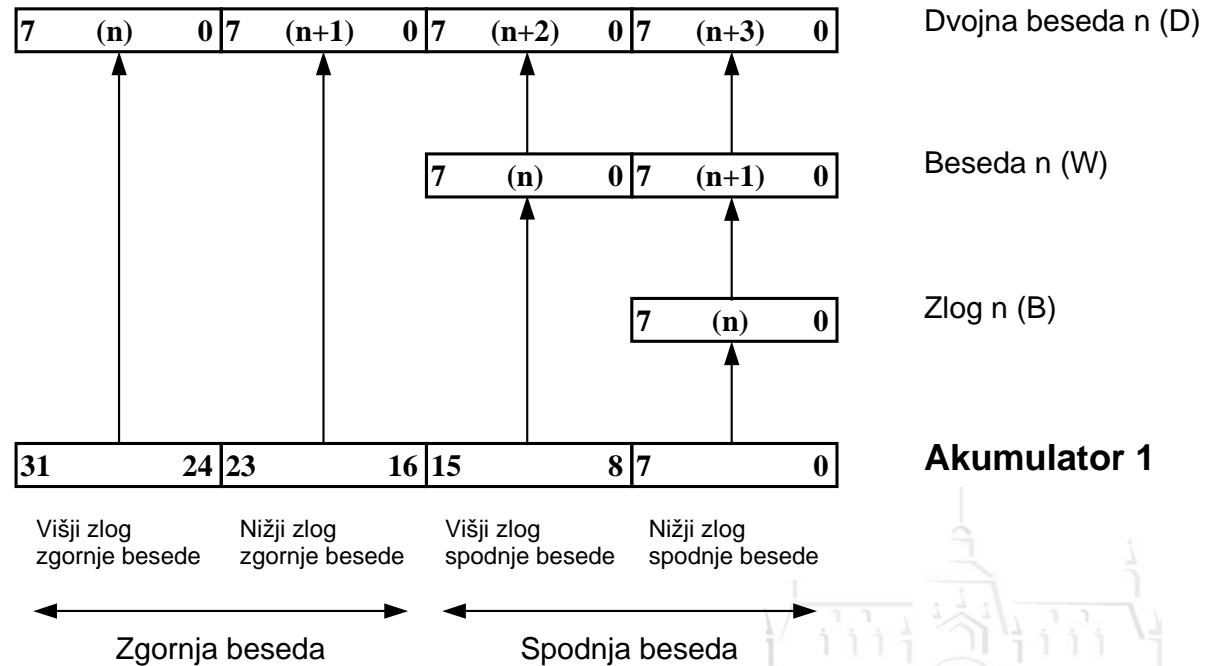 7 (n) 0 7 (n+1) 0 7 (n+2) 0 7 (n+3) 0 Dvojna beseda n (D)
7 (n) 0 7 (n+1) 0 Beseda n (W)
7 (n) 0 Zlog n (B)
31 24 23 16 15 8 7 0 Akumulator 1
Višji zlog Nižji zlog Višji zlog Nižji zlog
zgornje besede zgornje besede spodnje besede spodnje besede
Zgornja beseda Spodnja beseda